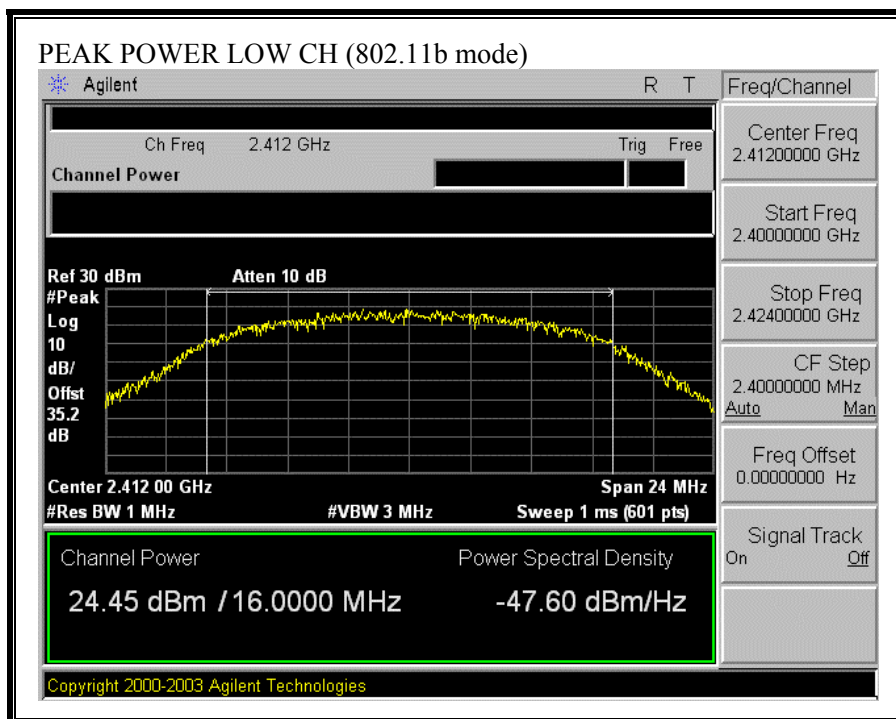 PEAK POWER LOW CH (802.11b mode)
Agilent R T Freq/Channel
Ch Freq 2.412 GHz Trig Free
Channel Power
Center Freq
2.41200000 GHz
Start Freq
2.40000000 GHz
Stop Freq
2.42400000 GHz
CF Step
2.40000000 MHz
Auto Man
Freq Offset
0.00000000 Hz
Signal Track
On Off
Ref 30 dBm Atten 10 dB
#Peak
Log
10
dB/
Offst
35.2
dB
Center 2.412 00 GHz Span 24 MHz
#Res BW 1 MHz #VBW 3 MHz Sweep 1 ms (601 pts)
Channel Power Power Spectral Density
24.45 dBm / 16.0000 MHz -47.60 dBm/Hz
Copyright 2000-2003 Agilent Technologies